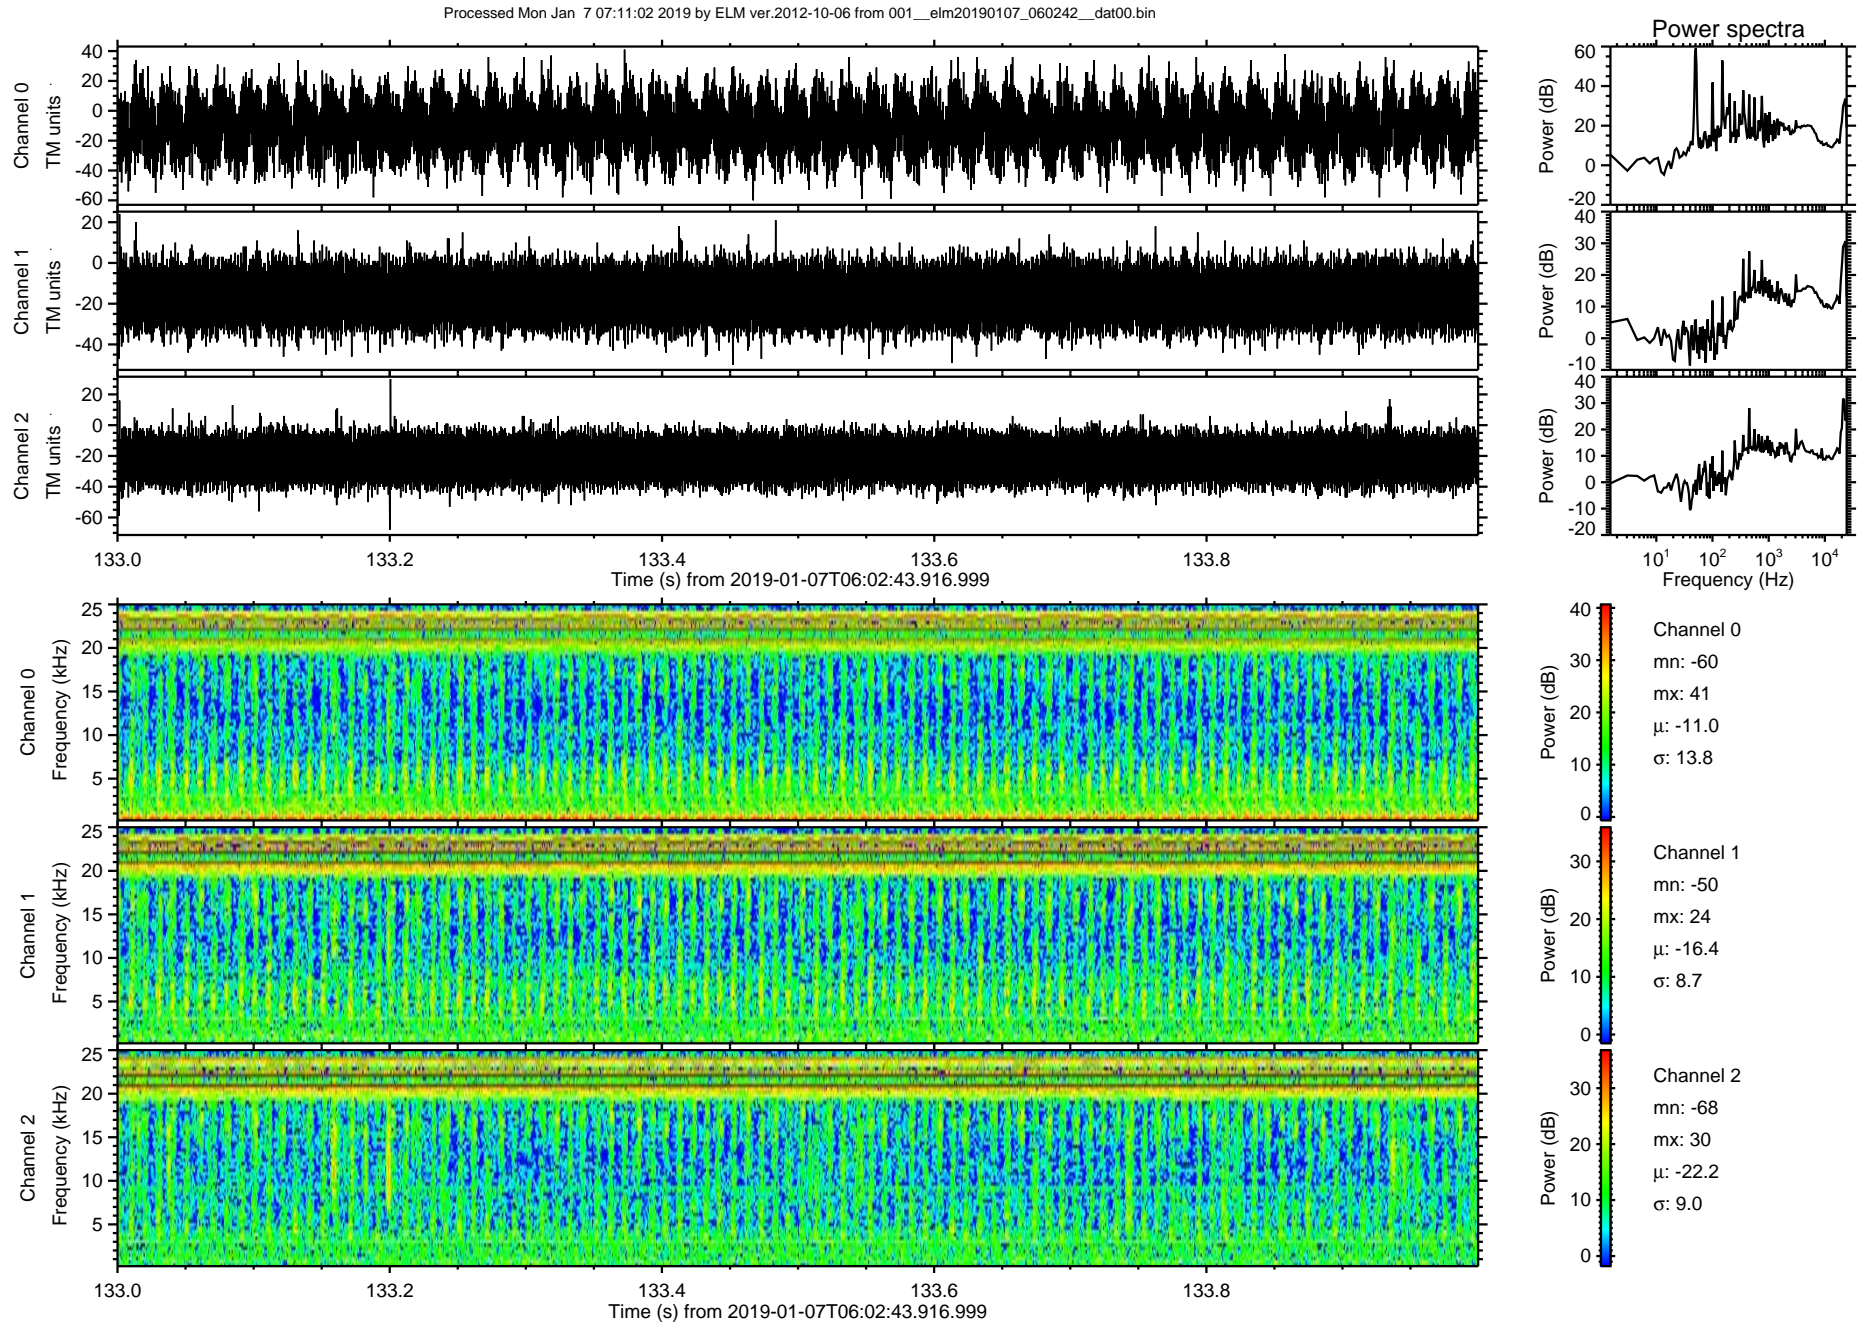 Processed Mon Jan 7 07:11:02 2019 by ELM ver.2012-10-06 from 001__elm20190107_060242__dat00.bin
Power spectra
Channel 0
TM units
40
20
0
-20
-40
-60
Power (dB)
60
40
20
0
-20
Channel 1
TM units
20
0
-20
-40
Power (dB)
40
30
20
10
0
-10
Channel 2
TM units
20
0
-20
-40
-60
Power (dB)
40
30
20
10
0
-10
-20
133.0 133.2 133.4 133.6 133.8
Time (s) from 2019-01-07T06:02:43.916.999
10^1 10^2 10^3 10^4
Frequency (Hz)
Channel 0
Frequency (kHz)
25
20
15
10
5
Power (dB)
40
30
20
10
0
Channel 0
mn: -60
mx: 41
μ: -11.0
σ: 13.8
Channel 1
Frequency (kHz)
25
20
15
10
5
Power (dB)
30
20
10
0
Channel 1
mn: -50
mx: 24
μ: -16.4
σ: 8.7
Channel 2
Frequency (kHz)
25
20
15
10
5
Power (dB)
30
20
10
0
Channel 2
mn: -68
mx: 30
μ: -22.2
σ: 9.0
133.0 133.2 133.4 133.6 133.8
Time (s) from 2019-01-07T06:02:43.916.999